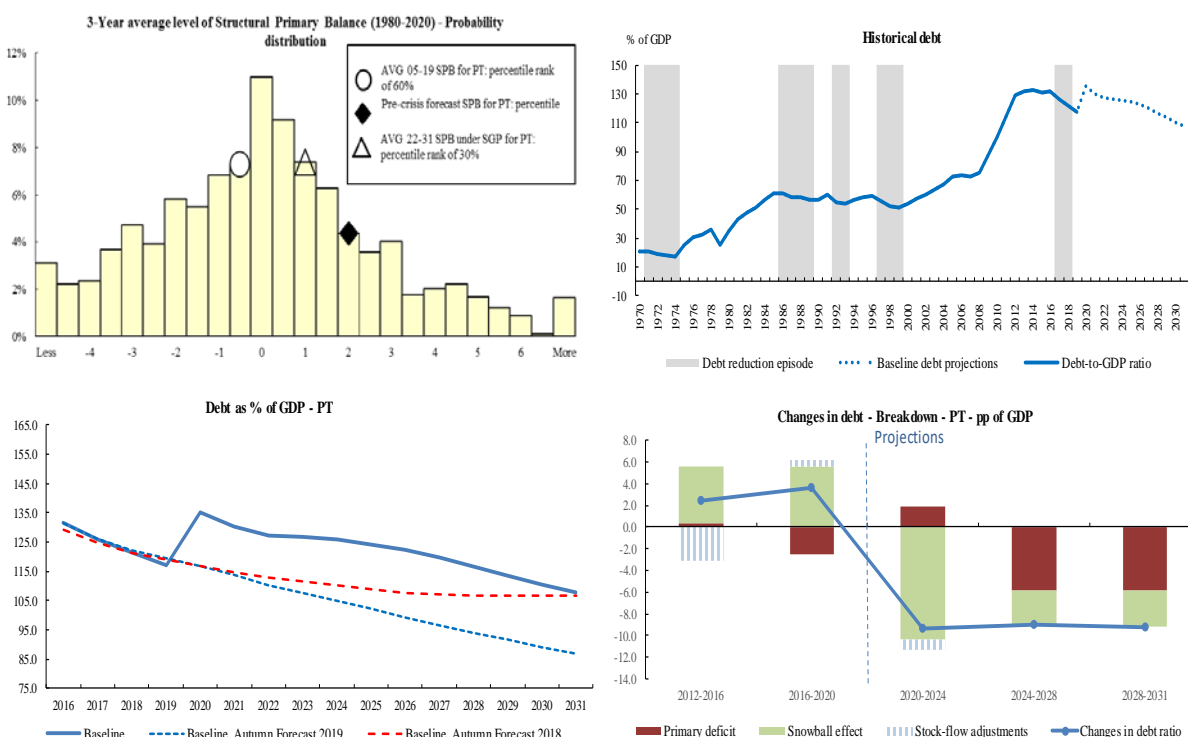 3-Year average level of Structural Primary Balance (1980-2020) - Probability
distribution
12%
10%
8%
6%
4%
2%
0%
AVG 05-19 SPB for PT: percentile rank
of 60%
Pre-crisis forecast SPB for PT: percentile
AVG 22-31 SPB under SGP for PT:
percentile rank of 30%
Less -4 -3 -2 -1 0 1 2 3 4 5 6 More
Historical debt
% of GDP
150
130
110
90
70
50
30
10
-10
1970 1972 1974 1976 1978 1980 1982 1984 1986 1988 1990 1992 1994 1996 1998 2000 2002 2004 2006 2008 2010 2012 2014 2016 2018 2020 2022 2024 2026 2028 2030
Debt reduction episode Baseline debt projections Debt-to-GDP ratio
Debt as % of GDP - PT
165.0
155.0
145.0
135.0
125.0
115.0
105.0
95.0
85.0
75.0
2016 2017 2018 2019 2020 2021 2022 2023 2024 2025 2026 2027 2028 2029 2030 2031
Baseline Baseline Autumn Forecast 2019 Baseline Autumn Forecast 2018
Changes in debt - Breakdown - PT - pp of GDP
Projections
8.0
6.0
4.0
2.0
0.0
-2.0
-4.0
-6.0
-8.0
-10.0
-12.0
-14.0
2012-2016 2016-2020 2020-2024 2024-2028 2028-2031
Primary deficit Snowball effect Stock-flow adjustments Changes in debt ratio